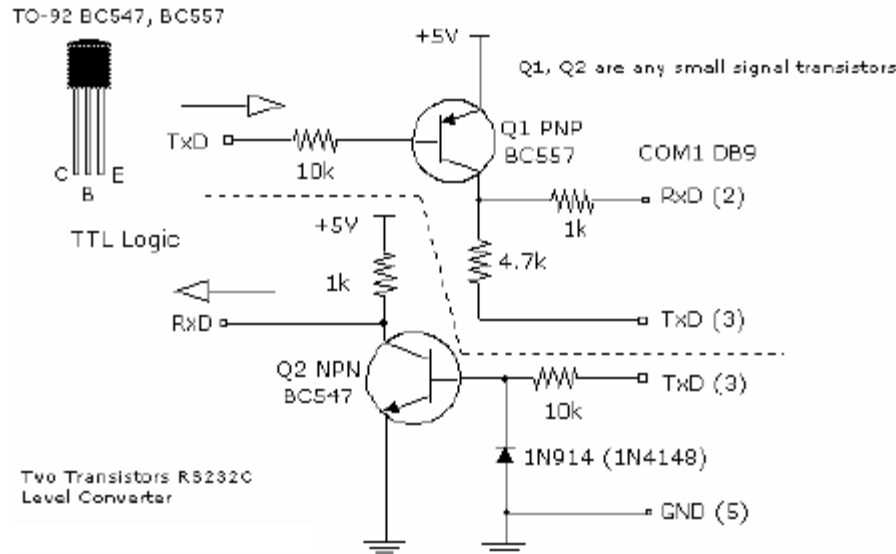 TO-92 BC547, BC557
+5V
Q1, Q2 are any small signal transistors
TxD
10k
Q1 PNP
BC557
COM1 DB9
RxD (2)
1k
C
B
E
+5V
TTL Logic
1k
4.7k
RxD
TxD (3)
Q2 NPN
BC547
TxD (3)
10k
1N914 (1N4148)
Two Transistors RS232C
Level Converter
GND (5)